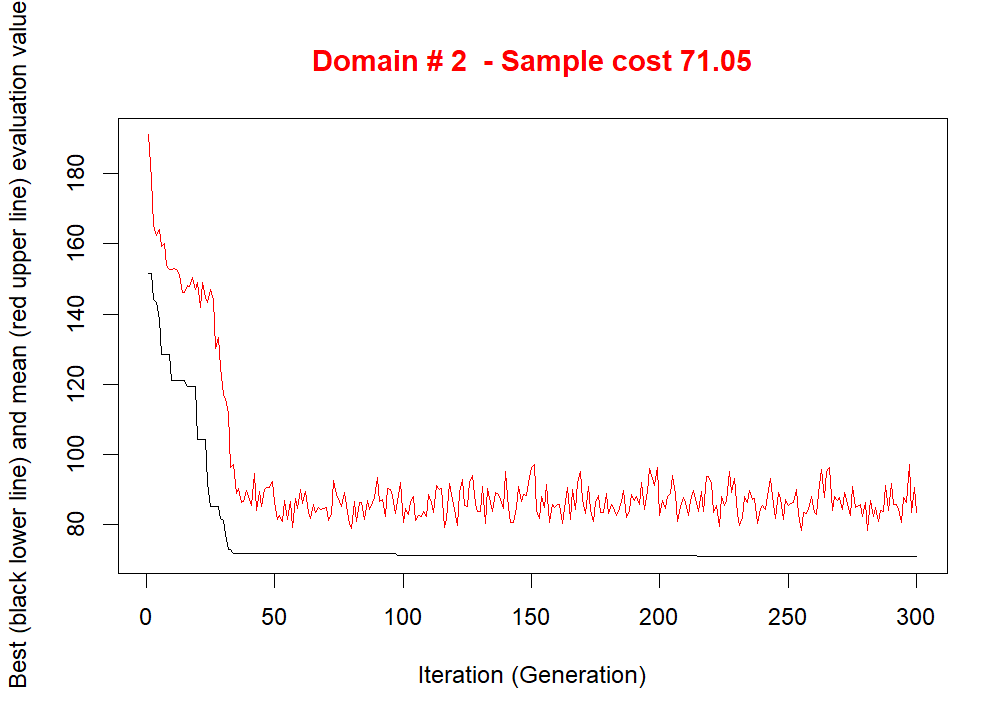 Domain # 2  - Sample cost 71.05
Best (black lower line) and mean (red upper line) evaluation value
180
160
140
120
100
80
0 50 100 150 200 250 300
Iteration (Generation)